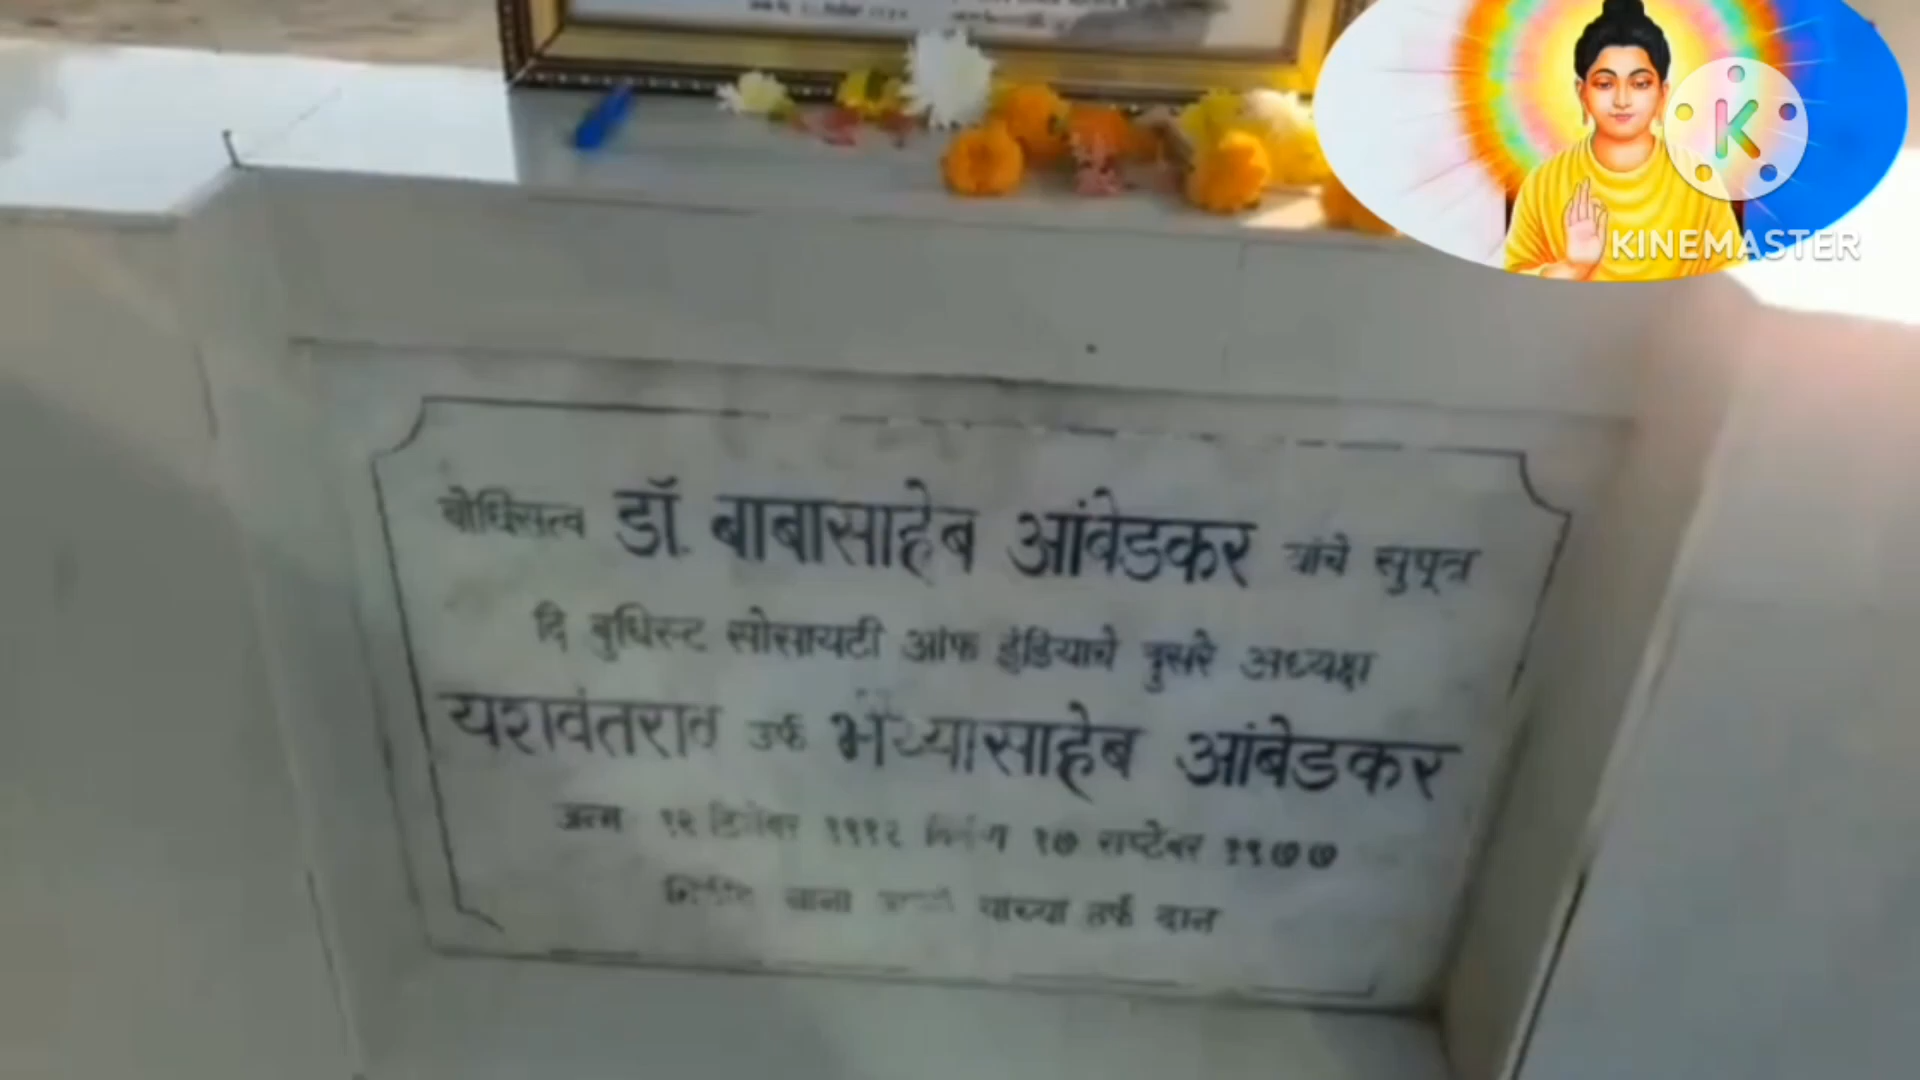 KINEMASTER
बोधिसत्व डॉ. बाबासाहेब आंबेडकर यांचे सुपूत्र
दि बुधिस्ट सोसायटी ऑफ इंडियाचे दुसरे अध्यक्ष
यशवंतराव उर्फ भैय्यासाहेब आंबेडकर
जन्म १२ डिसेंबर १९१२ १७ सप्टेंबर १९७७
यांच्या तर्फे दान